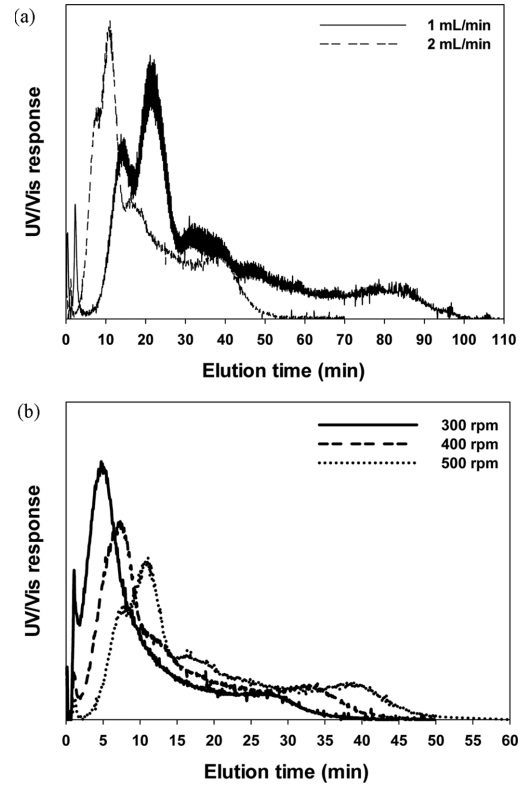 (a)
1 mL/min
2 mL/min
UV/Vis response
0 10 20 30 40 50 60 70 80 90 100 110
Elution time (min)
(b)
300 rpm
400 rpm
500 rpm
UV/Vis response
0 5 10 15 20 25 30 35 40 45 50 55 60
Elution time (min)